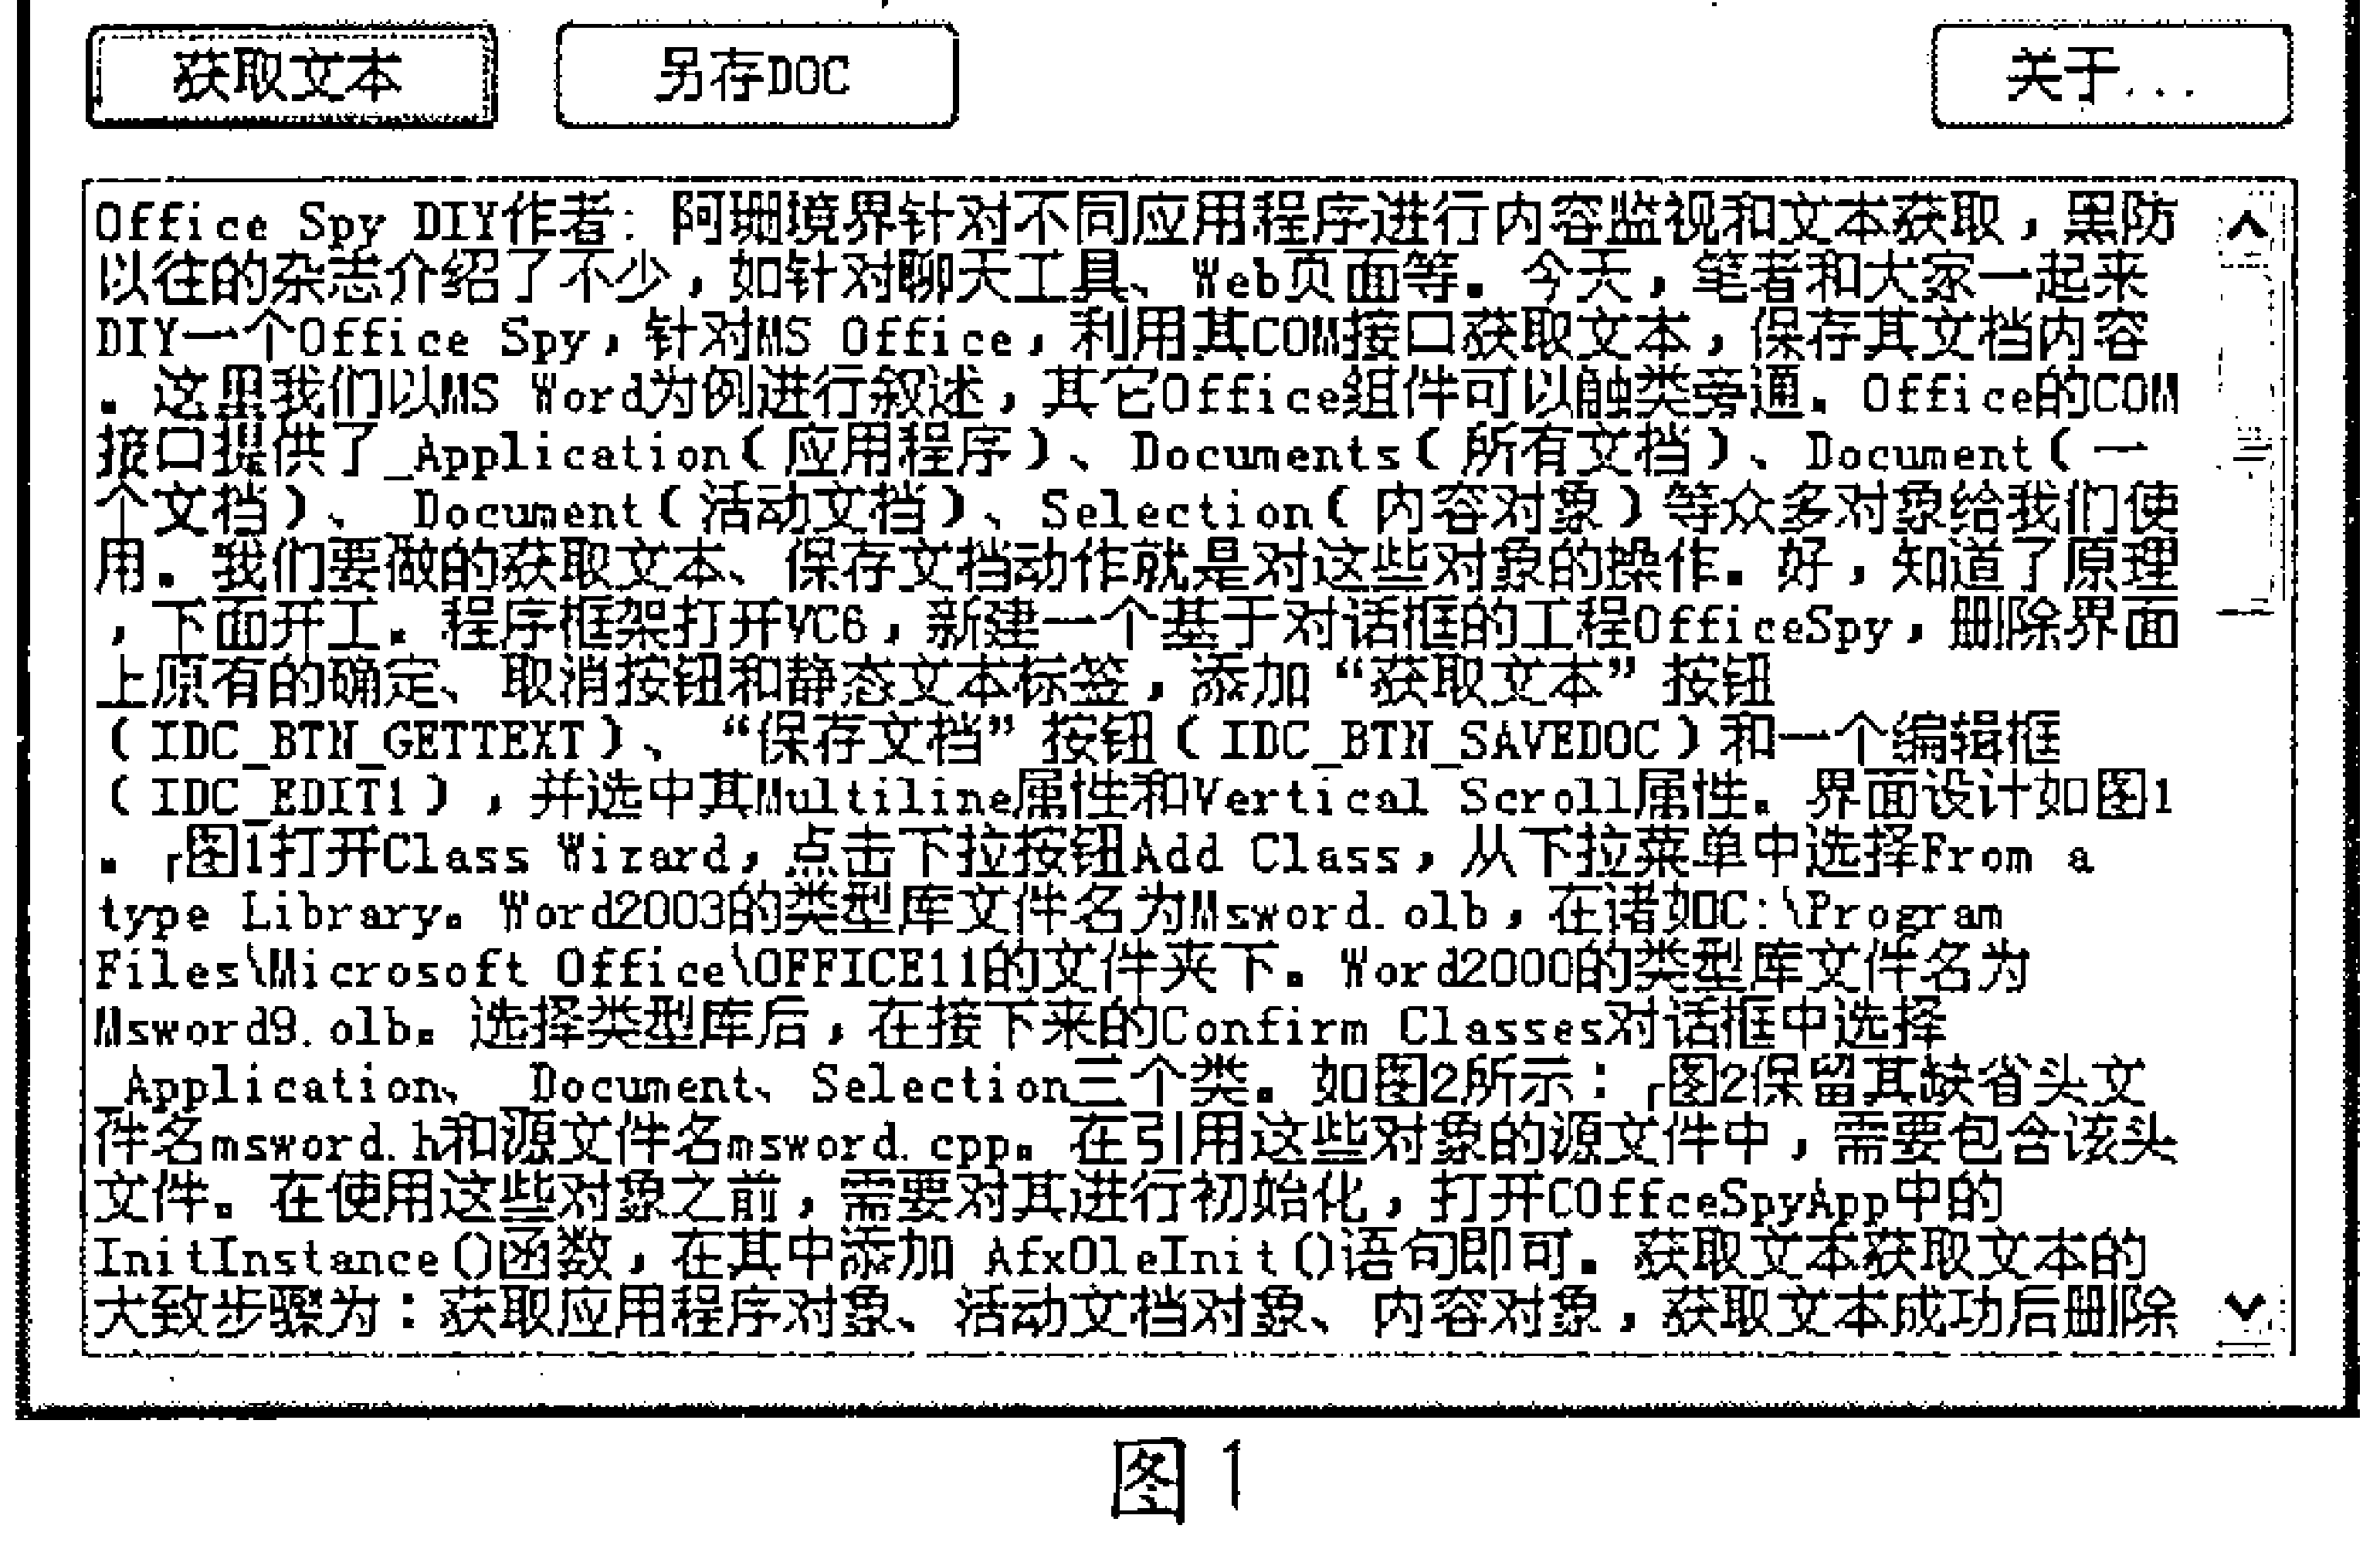 获取文本 另存DOC 关于...
Office Spy DIY作者：阿珊境界针对不同应用程序进行内容监视和文本获取，黑防
以往的杂志介绍了不少，如针对聊天工具、Web页面等。今天，笔者和大家一起来
DIY一个Office Spy，针对MS Office，利用其COM接口获取文本，保存其文档内容
。这里我们以MS Word为例进行叙述，其它Office组件可以触类旁通。Office的COM
接口提供了_Application(应用程序)、Documents(所有文档)、Document(一
个文档)、_Document(活动文档)、Selection(内容对象)等众多对象给我们使
用。我们要做的获取文本、保存文档动作就是对这些对象的操作。好，知道了原理
，下面开工。程序框架打开VC6，新建一个基于对话框的工程OfficeSpy，删除界面
上原有的确定、取消按钮和静态文本标签，添加“获取文本”按钮
(IDC_BTN_GETTEXT)、“保存文档”按钮(IDC_BTN_SAVEDOC)和一个编辑框
(IDC_EDIT1)，并选中其Multiline属性和Vertical Scroll属性。界面设计如图1
。┌图1打开Class Wizard，点击下拉按钮Add Class，从下拉菜单中选择From a
type Library。Word2003的类型库文件名为Msword.olb，在诸如C:\Program
Files\Microsoft Office\OFFICE11的文件夹下。Word2000的类型库文件名为
Msword9.olb。选择类型库后，在接下来的Confirm Classes对话框中选择
_Application、_Document、Selection三个类。如图2所示：┌图2保留其缺省头文
件名msword.h和源文件名msword.cpp。在引用这些对象的源文件中，需要包含该头
文件。在使用这些对象之前，需要对其进行初始化，打开COffceSpyApp中的
InitInstance()函数，在其中添加 AfxOleInit()语句即可。获取文本获取文本的
大致步骤为：获取应用程序对象、活动文档对象、内容对象，获取文本成功后删除
图1